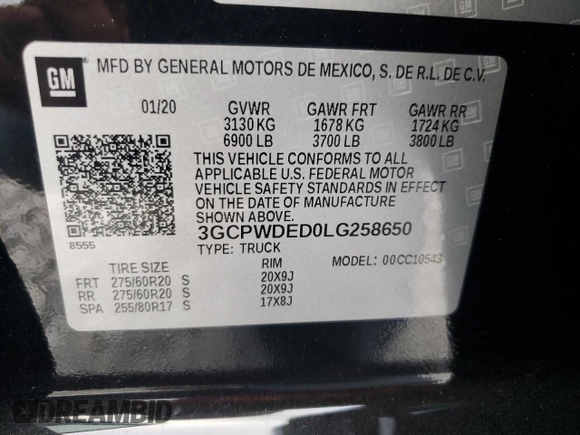 GM ®
MFD BY GENERAL MOTORS DE MEXICO, S. DE R.L. DE C.V.
01/20 GVWR GAWR FRT GAWR RR
3130 KG 1678 KG 1724 KG
6900 LB 3700 LB 3800 LB
THIS VEHICLE CONFORMS TO ALL
APPLICABLE U.S. FEDERAL MOTOR
VEHICLE SAFETY STANDARDS IN EFFECT
ON THE DATE OF MANUFACTURE
SHOWN ABOVE.
8555
3GCPWDED0LG258650
TYPE: TRUCK MODEL: 00CC10543
TIRE SIZE RIM
FRT 275/60R20 S 20X9J
RR 275/60R20 S 20X9J
SPA 255/80R17 S 17X8J
DREAMBID